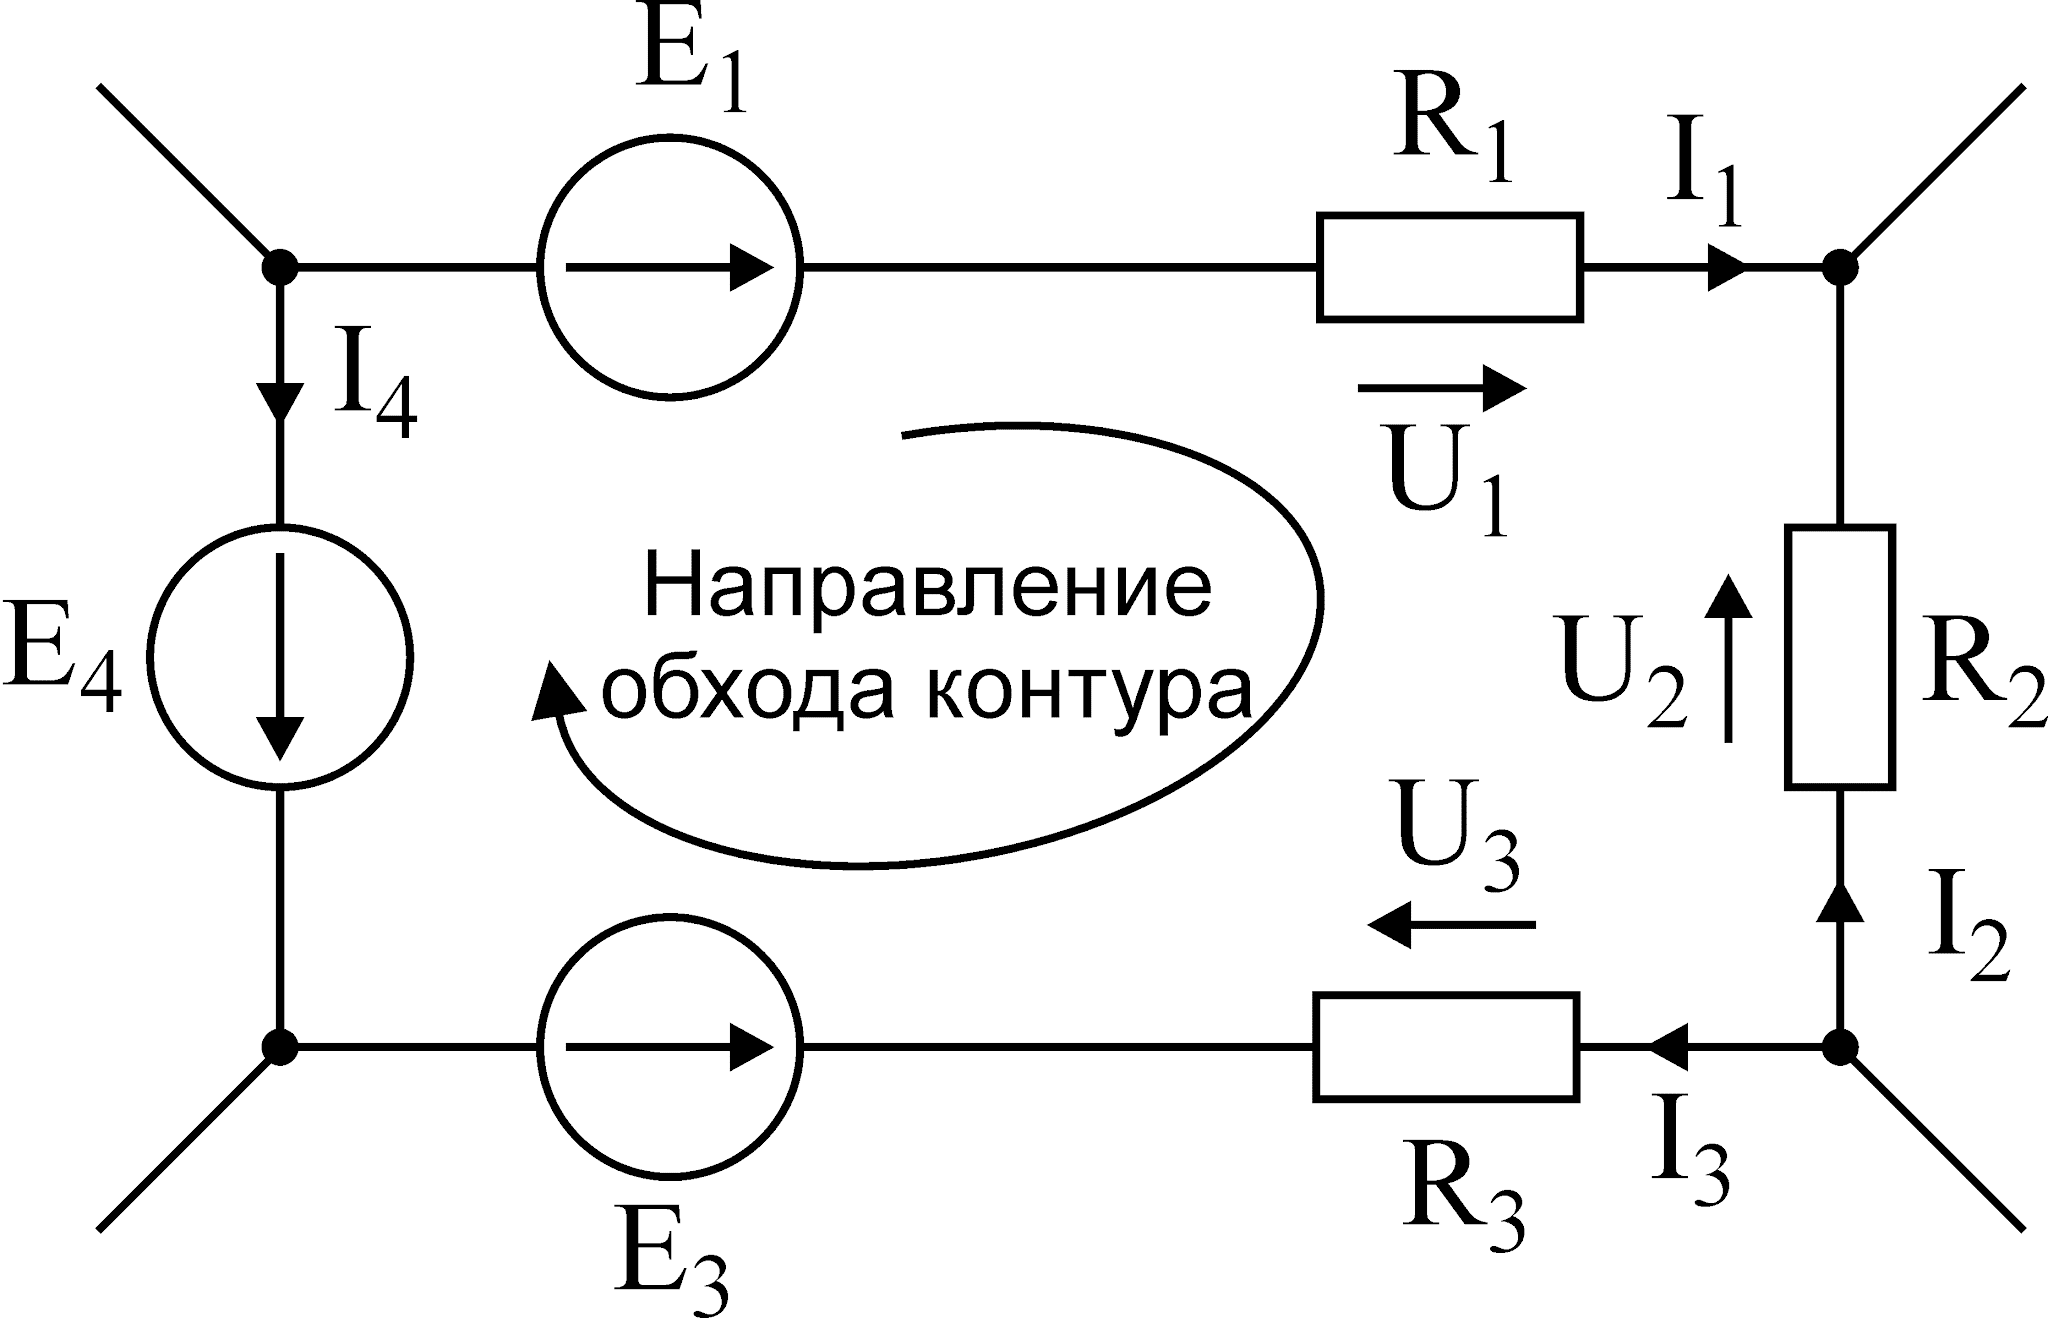 E1
R1
I1
I4
U1
Направление
обхода контура
E4
U2
R2
U3
I2
I3
R3
E3